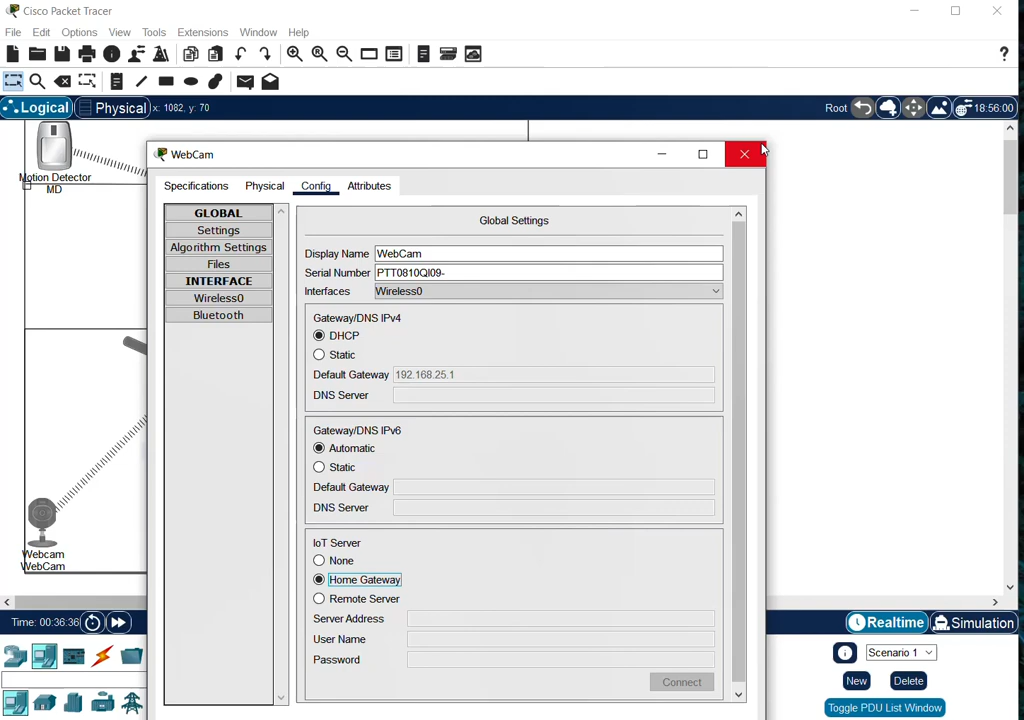 Cisco Packet Tracer
File Edit Options View Tools Extensions Window Help
?
Logical Physical x: 1082, y: 70 Root 18:56:00
Motion Detector
MD
Webcam
WebCam
WebCam
Specifications Physical Config Attributes
GLOBAL
Settings
Algorithm Settings
Files
INTERFACE
Wireless0
Bluetooth
Global Settings
Display Name WebCam
Serial Number PTT0810QI09-
Interfaces Wireless0
Gateway/DNS IPv4
DHCP
Static
Default Gateway 192.168.25.1
DNS Server
Gateway/DNS IPv6
Automatic
Static
Default Gateway
DNS Server
IoT Server
None
Home Gateway
Remote Server
Server Address
User Name
Password
Connect
Time: 00:36:36 Realtime Simulation
Scenario 1
New Delete
Toggle PDU List Window